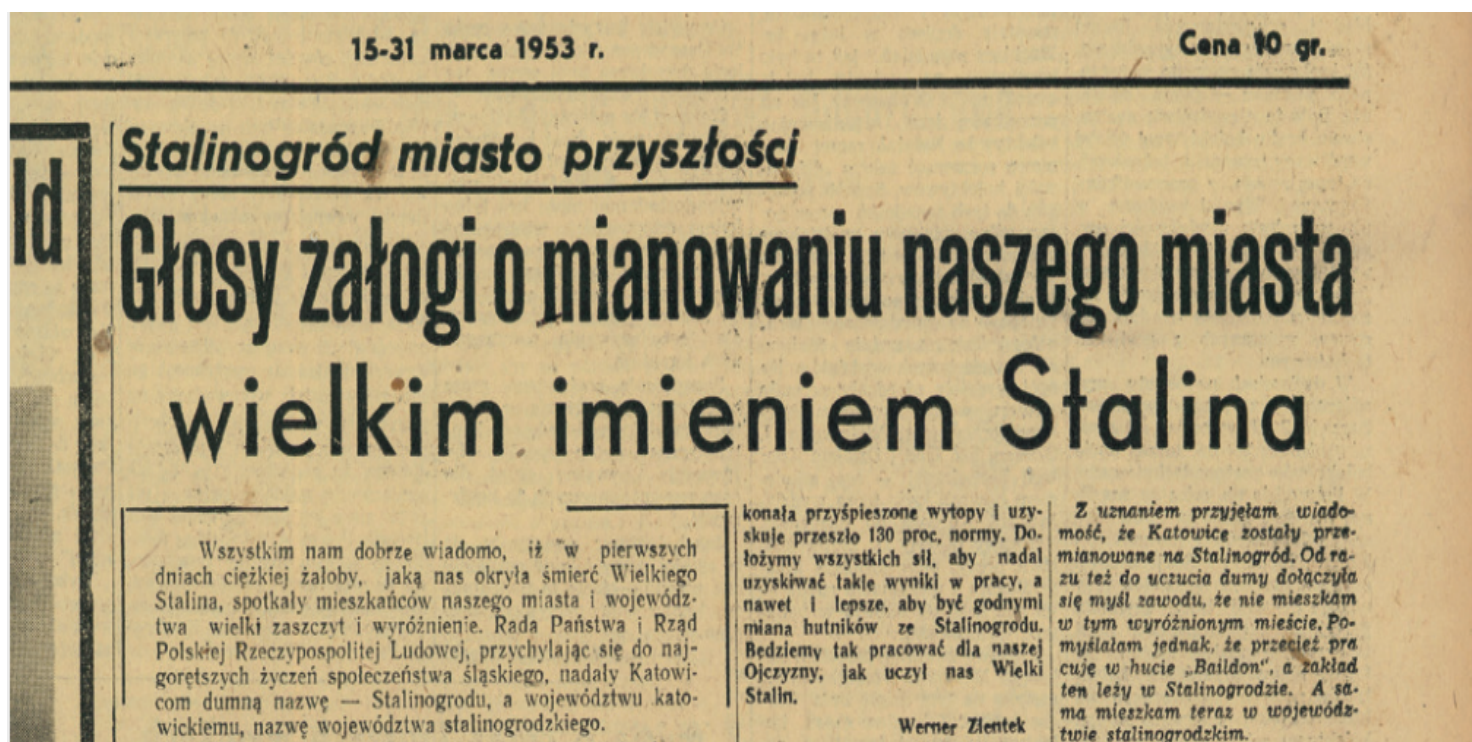 15-31 marca 1953 r.
Cena 10 gr.
ld
Stalinogród miasto przyszłości
Głosy załogi o mianowaniu naszego miasta
wielkim imieniem Stalina
Wszystkim nam dobrze wiadomo, iż w pierwszych
dniach ciężkiej żałoby, jaką nas okryła śmierć Wielkiego
Stalina, spotkały mieszkańców naszego miasta i wojewódz-
twa wielki zaszczyt i wyróżnienie. Rada Państwa i Rząd
Polskiej Rzeczypospolitej Ludowej, przychylając się do naj-
gorętszych życzeń społeczeństwa śląskiego, nadały Katowi-
com dumną nazwę — Stalinogrodu, a województwu kato-
wickiemu, nazwę województwa stalinogrodzkiego.
konała przyśpieszone wytopy i uzy-
skuje przeszło 130 proc, normy. Do-
łożymy wszystkich sił, aby nadal
uzyskiwać takie wyniki w pracy, a
nawet i lepsze, aby być godnymi
miana hutników ze Stalinogrodu.
Będziemy tak pracować dla naszej
Ojczyzny, jak uczył nas Wielki
Stalin.
Werner Zientek
Z uznaniem przyjęłam wiado-
mość, że Katowice zostały prze-
mianowane na Stalinogród. Od ra-
zu też do uczucia dumy dołączyła
się myśl zawodu, że nie mieszkam
w tym wyróżnionym mieście. Po-
myślałam jednak, że przecież pra
cuję w hucie „Baildon", a zakład
ten leży w Stalinogrodzie. A sa-
ma mieszkam teraz w wojewódz-
twie stalinogrodzkim.